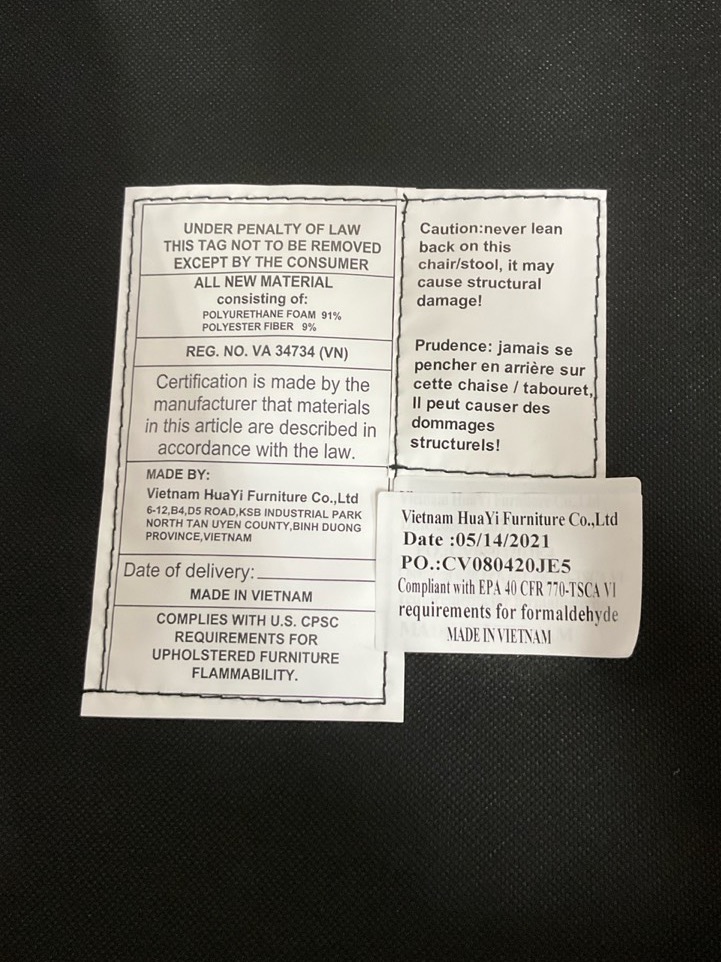 UNDER PENALTY OF LAW
THIS TAG NOT TO BE REMOVED
EXCEPT BY THE CONSUMER
ALL NEW MATERIAL
consisting of:
POLYURETHANE FOAM 91%
POLYESTER FIBER 9%
REG. NO. VA 34734 (VN)
Certification is made by the
manufacturer that materials
in this article are described in
accordance with the law.
MADE BY:
Vietnam HuaYi Furniture Co.,Ltd
6-12,B4,D5 ROAD,KSB INDUSTRIAL PARK
NORTH TAN UYEN COUNTY,BINH DUONG
PROVINCE,VIETNAM
Date of delivery:
MADE IN VIETNAM
COMPLIES WITH U.S. CPSC
REQUIREMENTS FOR
UPHOLSTERED FURNITURE
FLAMMABILITY.
Caution:never lean
back on this
chair/stool, it may
cause structural
damage!
Prudence: jamais se
pencher en arrière sur
cette chaise / tabouret,
Il peut causer des
dommages
structurels!
Vietnam HuaYi Furniture Co.,Ltd
Date :05/14/2021
PO.:CV080420JE5
Compliant with EPA 40 CFR 770-TSCA VI
requirements for formaldehyde
MADE IN VIETNAM